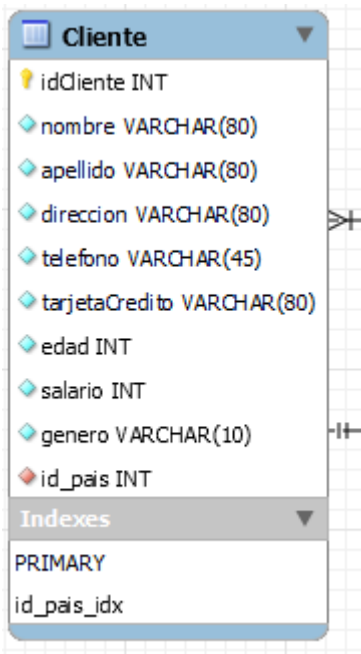 Cliente
idCliente INT
nombre VARCHAR(80)
apellido VARCHAR(80)
direccion VARCHAR(80)
telefono VARCHAR(45)
tarjetaCredito VARCHAR(80)
edad INT
salario INT
genero VARCHAR(10)
id_pais INT
Indexes
PRIMARY
id_pais_idx